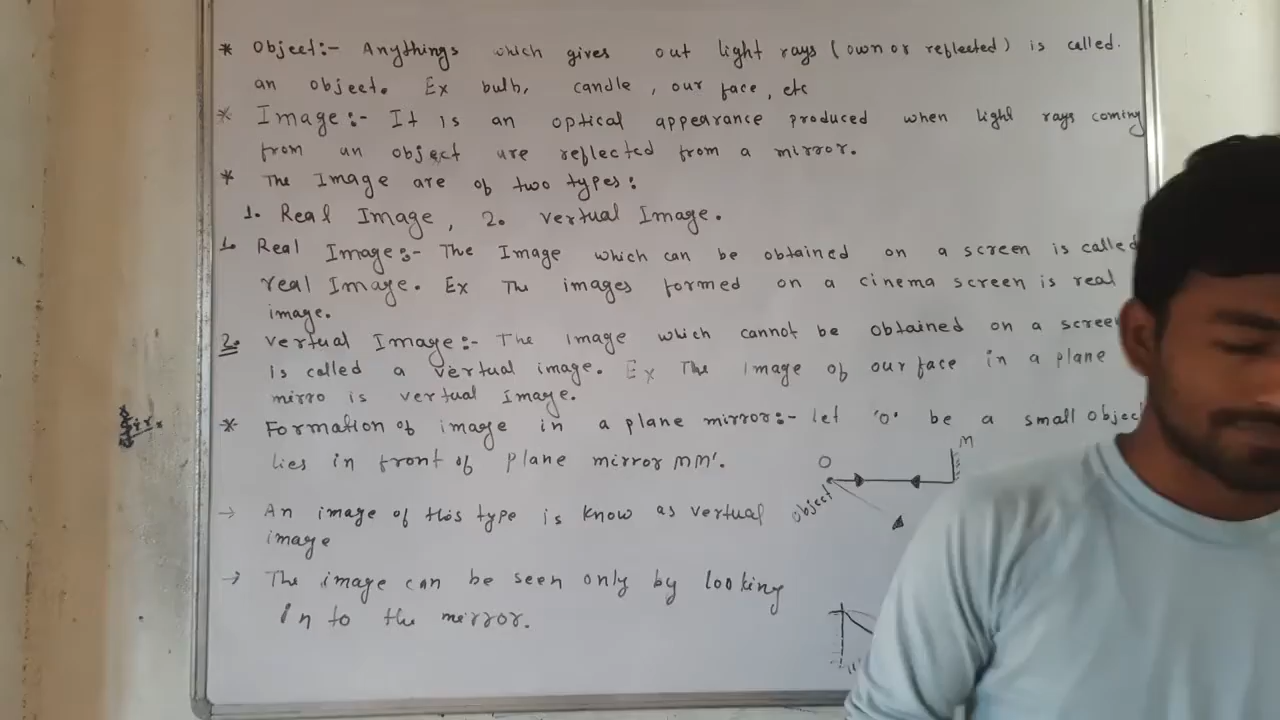 * Object:- Anythings which gives out light rays (own or reflected) is called.
an object. Ex bulb, candle, our face, etc
* Image:- It is an optical appearance produced when light rays coming
from an object are reflected from a mirror.
* The Image are of two types:
1. Real Image, 2. vertual Image.
1. Real Image:- The Image which can be obtained on a screen is called
real Image. Ex The images formed on a cinema screen is real
image.
2. vertual Image:- The image which cannot be obtained on a screen
is called a vertual image. Ex The image of our face in a plane
mirro is vertual Image.
* Formation of image in a plane mirror:- let 'O' be a small objec
lies in front of plane mirror MM'.
M
O
Object
→ An image of this type is know as vertual
image
→ The image can be seen only by looking
in to the mirror.